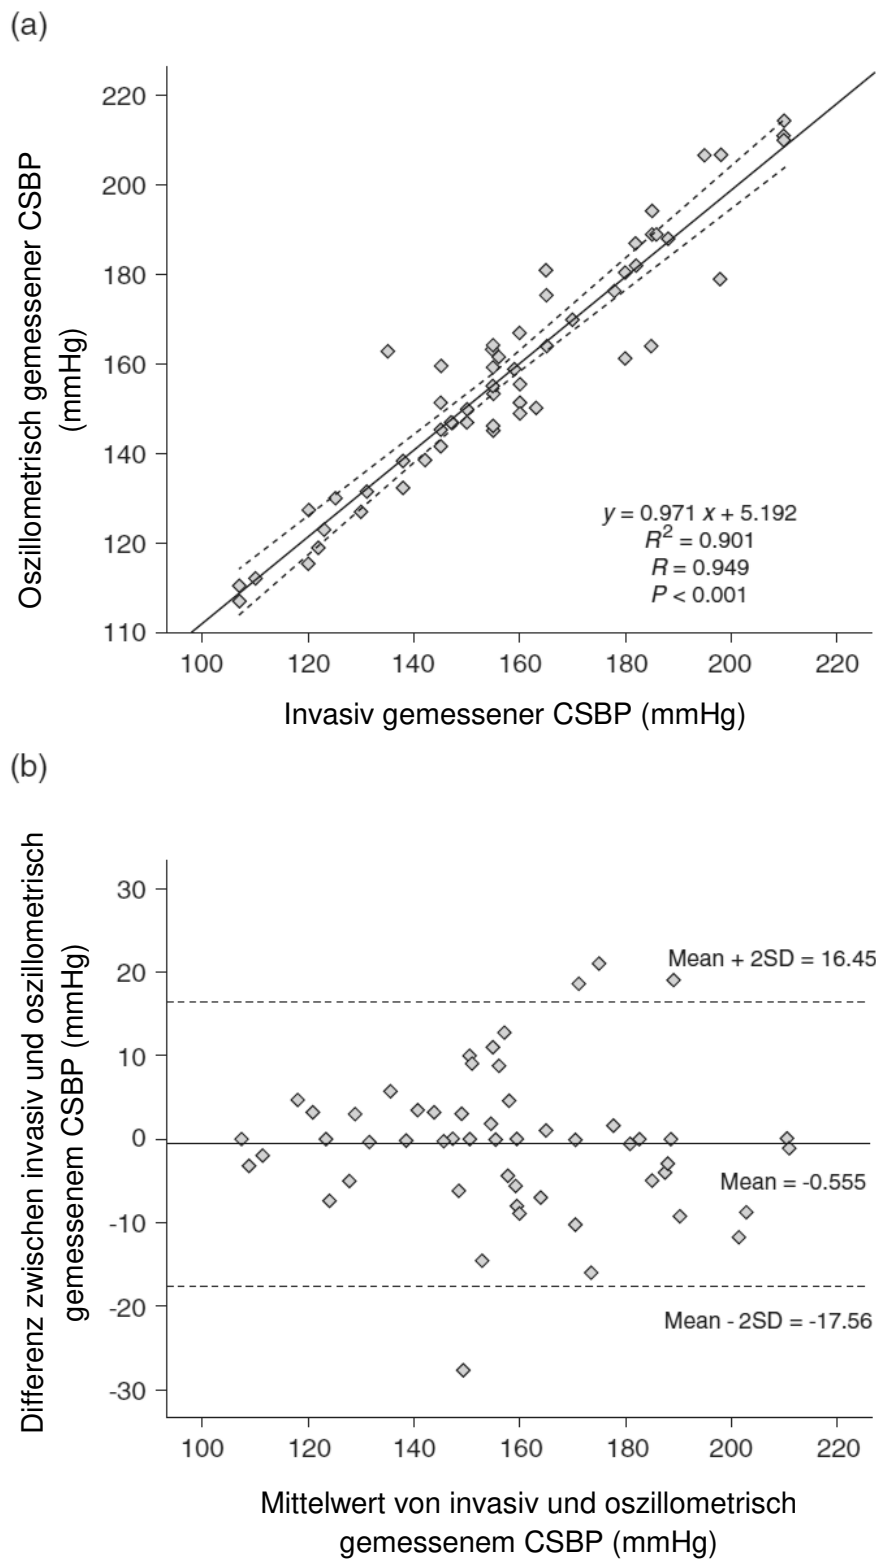 (a)
Oszillometrisch gemessener CSBP
(mmHg)
220
200
180
160
140
120
110
y = 0.971 x + 5.192
R² = 0.901
R = 0.949
P < 0.001
100 120 140 160 180 200 220
Invasiv gemessener CSBP (mmHg)
(b)
Differenz zwischen invasiv und oszillometrisch
gemessenem CSBP (mmHg)
30
20
10
0
-10
-20
-30
Mean + 2SD = 16.45
Mean = -0.555
Mean - 2SD = -17.56
100 120 140 160 180 200 220
Mittelwert von invasiv und oszillometrisch
gemessenem CSBP (mmHg)